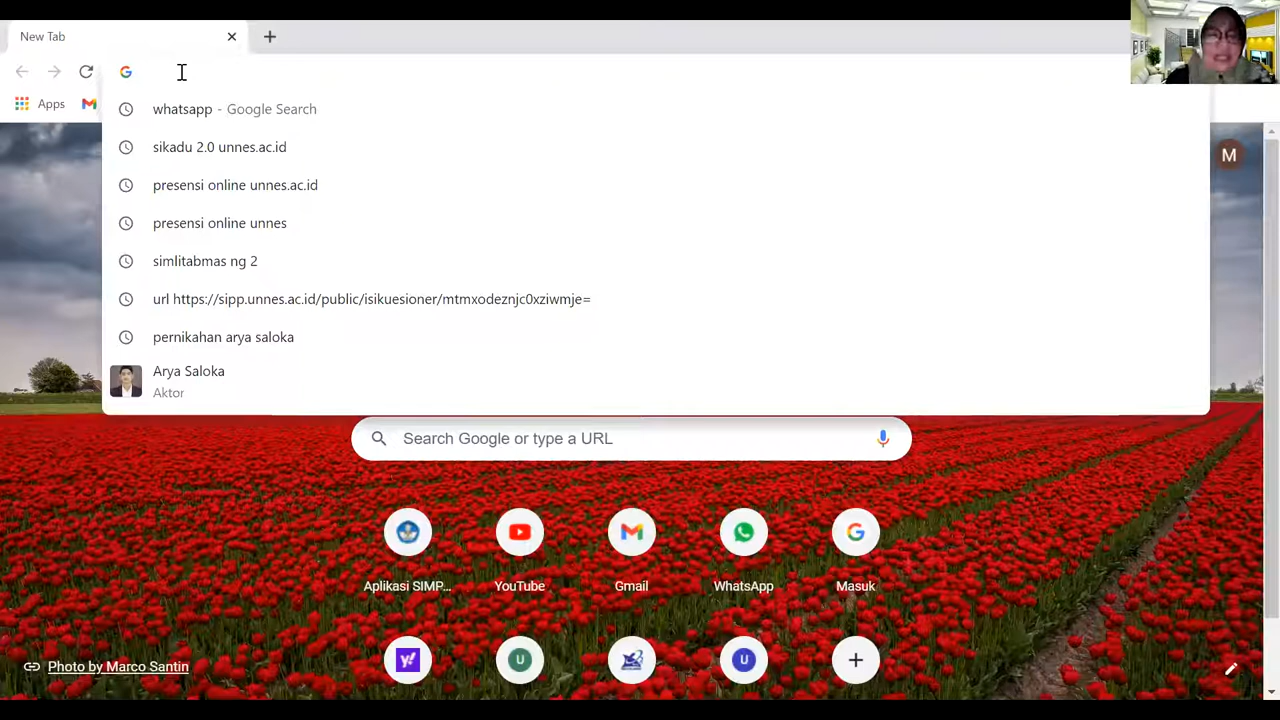 New Tab
Apps
whatsapp - Google Search
sikadu 2.0 unnes.ac.id
presensi online unnes.ac.id
presensi online unnes
simlitabmas ng 2
url https://sipp.unnes.ac.id/public/isikuesioner/mtmxodeznjc0xziwmje=
pernikahan arya saloka
Arya Saloka
Aktor
M
Search Google or type a URL
Aplikasi SIMP...
YouTube
Gmail
WhatsApp
Masuk
y!
U
U
Photo by Marco Santin